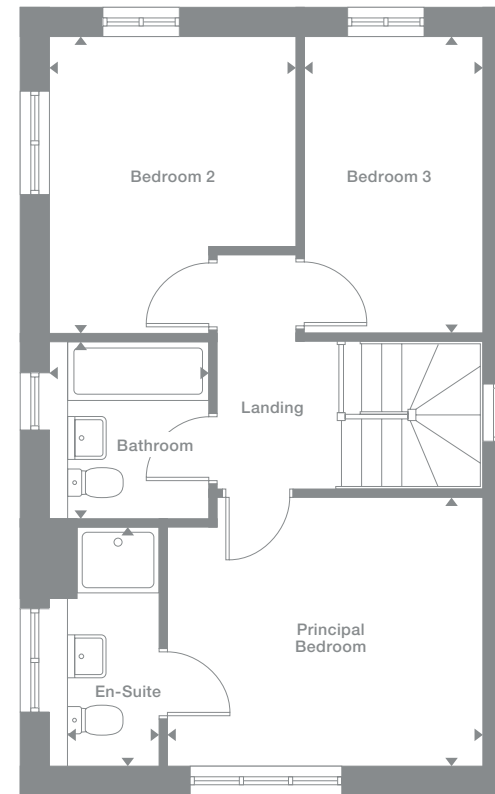 Bedroom 2
Bedroom 3
Landing
Bathroom
Principal
Bedroom
En-Suite